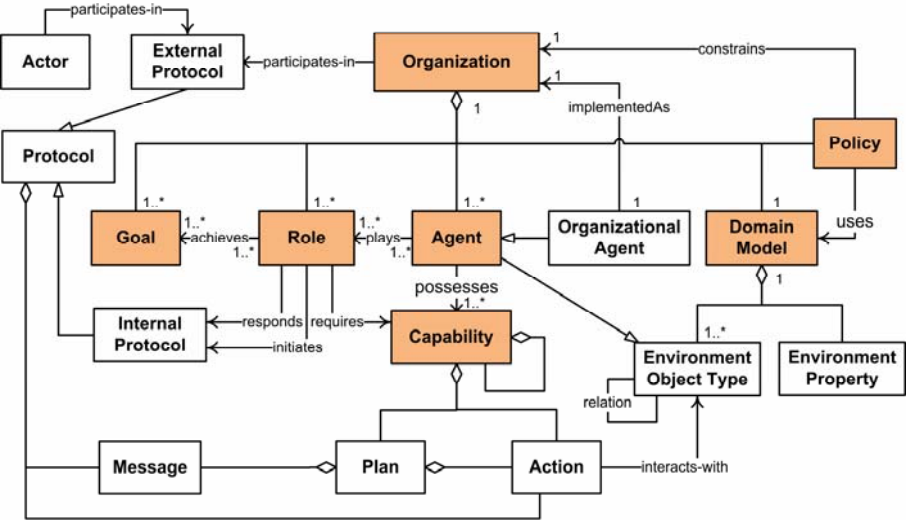 participates-in
Actor
External
Protocol
participates-in
Organization
1
1
constrains
implementedAs
1
Policy
Protocol
1..*
1..*
1..*
1
1
uses
Goal
1..*
achieves
1..*
Role
1..*
plays
1..*
Agent
Organizational
Agent
Domain
Model
1
possesses
1..*
Internal
Protocol
responds
requires
initiates
Capability
1..*
Environment
Object Type
Environment
Property
relation
Message
Plan
Action
interacts-with